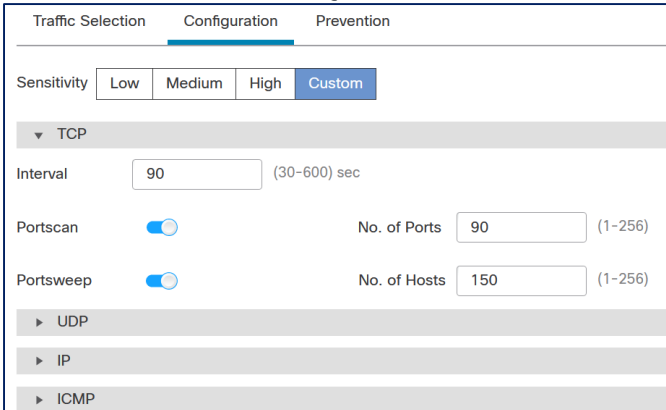 Traffic Selection Configuration Prevention
Sensitivity Low Medium High Custom
TCP
Interval 90 (30-600) sec
Portscan No. of Ports 90 (1-256)
Portsweep No. of Hosts 150 (1-256)
UDP
IP
ICMP